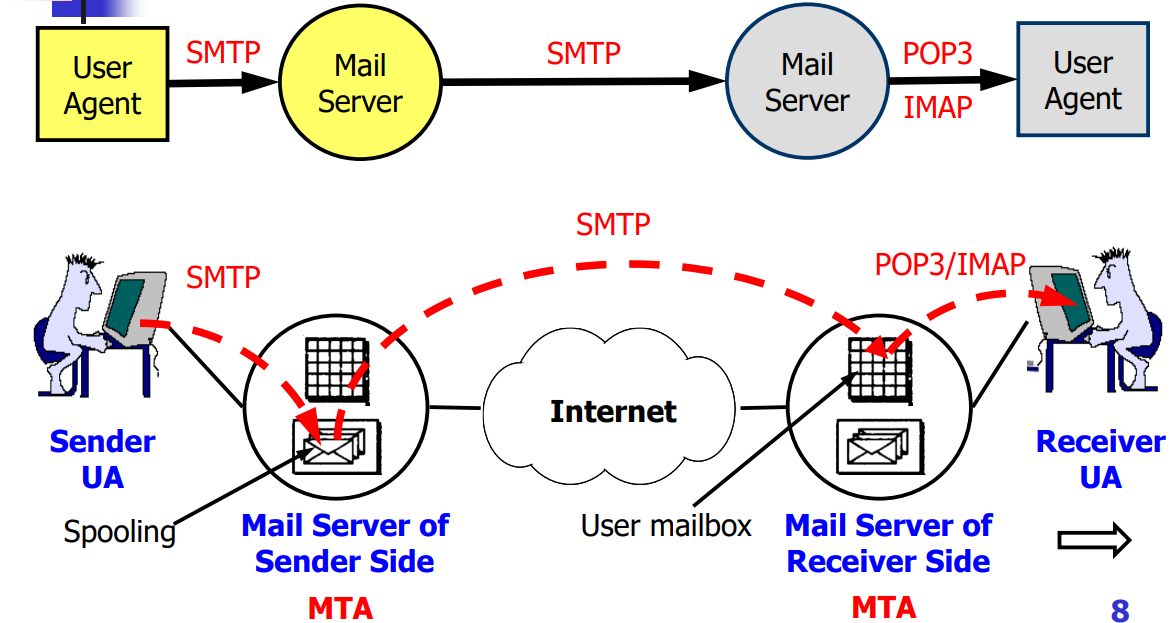 User
Agent
SMTP
Mail
Server
SMTP
Mail
Server
POP3
IMAP
User
Agent
SMTP
SMTP
POP3/IMAP
Internet
Sender
UA
Receiver
UA
Spooling
Mail Server of
Sender Side
User mailbox
Mail Server of
Receiver Side
MTA
MTA
8